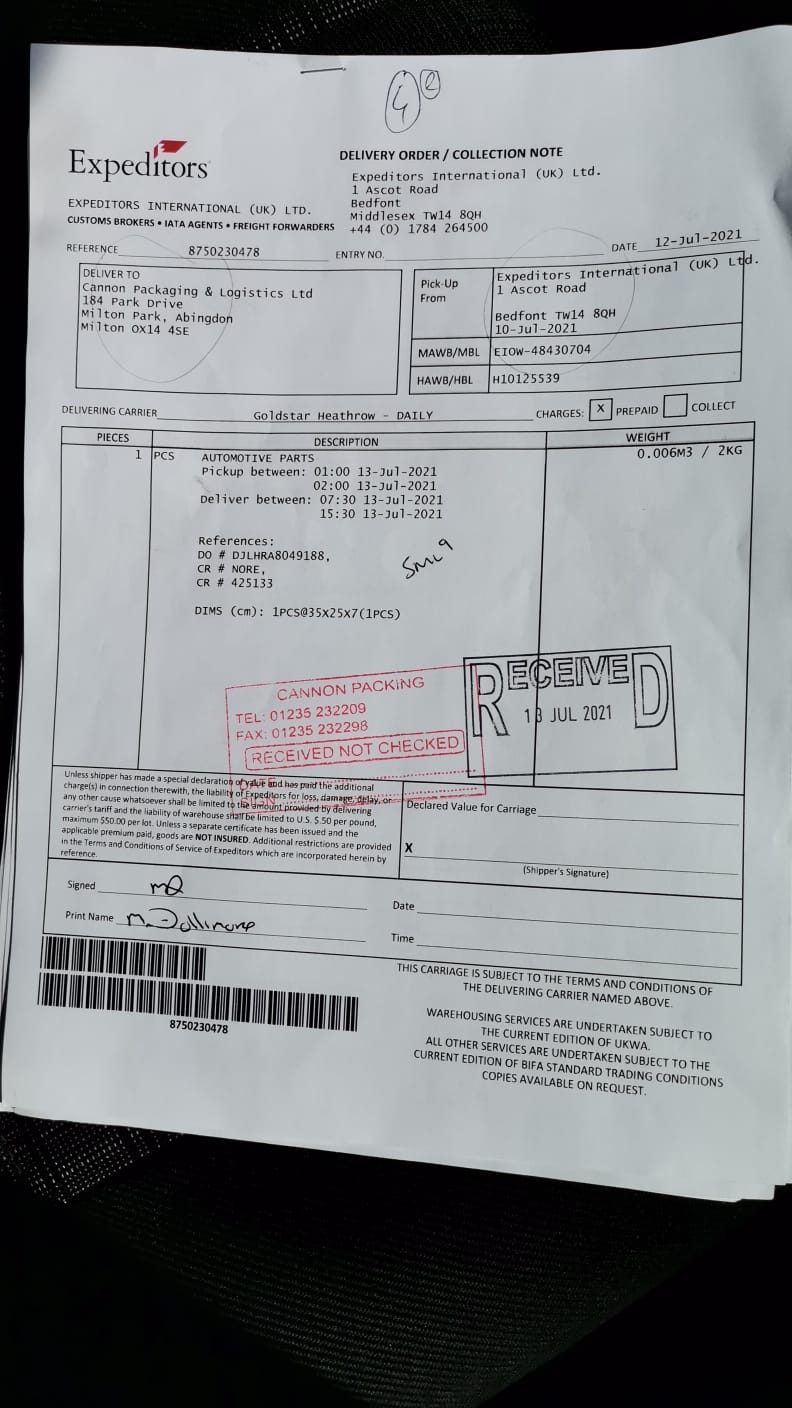 4 2
Expeditors
EXPEDITORS INTERNATIONAL (UK) LTD.
CUSTOMS BROKERS • IATA AGENTS • FREIGHT FORWARDERS
DELIVERY ORDER / COLLECTION NOTE
Expeditors International (UK) Ltd.
1 Ascot Road
Bedfont
Middlesex TW14 8QH
+44 (0) 1784 264500
REFERENCE 8750230478 ENTRY NO. DATE 12-Jul-2021
DELIVER TO
Cannon Packaging & Logistics Ltd
184 Park Drive
Milton Park, Abingdon
Milton OX14 4SE
Pick-Up
From
Expeditors International (UK) Ltd.
1 Ascot Road
Bedfont TW14 8QH
10-Jul-2021
MAWB/MBL EIOW-48430704
HAWB/HBL H10125539
DELIVERING CARRIER Goldstar Heathrow - DAILY CHARGES: X PREPAID COLLECT
PIECES DESCRIPTION WEIGHT
1 PCS AUTOMOTIVE PARTS 0.006M3 / 2KG
Pickup between: 01:00 13-Jul-2021
02:00 13-Jul-2021
Deliver between: 07:30 13-Jul-2021
15:30 13-Jul-2021
References:
DO # DJLHRA8049188,
CR # NORE,
CR # 425133
DIMS (cm): 1PCS@35X25X7(1PCS)
CANNON PACKING
TEL: 01235 232209
FAX: 01235 232298
RECEIVED NOT CHECKED
DATE
SIGN
RECEIVED
13 JUL 2021
Unless shipper has made a special declaration of value and has paid the additional
charge(s) in connection therewith, the liability of Expeditors for loss, damage, delay, or
any other cause whatsoever shall be limited to the amount provided by delivering
carrier's tariff and the liability of warehouse shall be limited to U.S. $.50 per pound,
maximum $50.00 per lot. Unless a separate certificate has been issued and the
applicable premium paid, goods are NOT INSURED. Additional restrictions are provided
in the Terms and Conditions of Service of Expeditors which are incorporated herein by
reference.
Declared Value for Carriage
X
(Shipper's Signature)
Signed
Print Name
Date
Time
8750230478
THIS CARRIAGE IS SUBJECT TO THE TERMS AND CONDITIONS OF
THE DELIVERING CARRIER NAMED ABOVE.
WAREHOUSING SERVICES ARE UNDERTAKEN SUBJECT TO
THE CURRENT EDITION OF UKWA.
ALL OTHER SERVICES ARE UNDERTAKEN SUBJECT TO THE
CURRENT EDITION OF BIFA STANDARD TRADING CONDITIONS
COPIES AVAILABLE ON REQUEST.